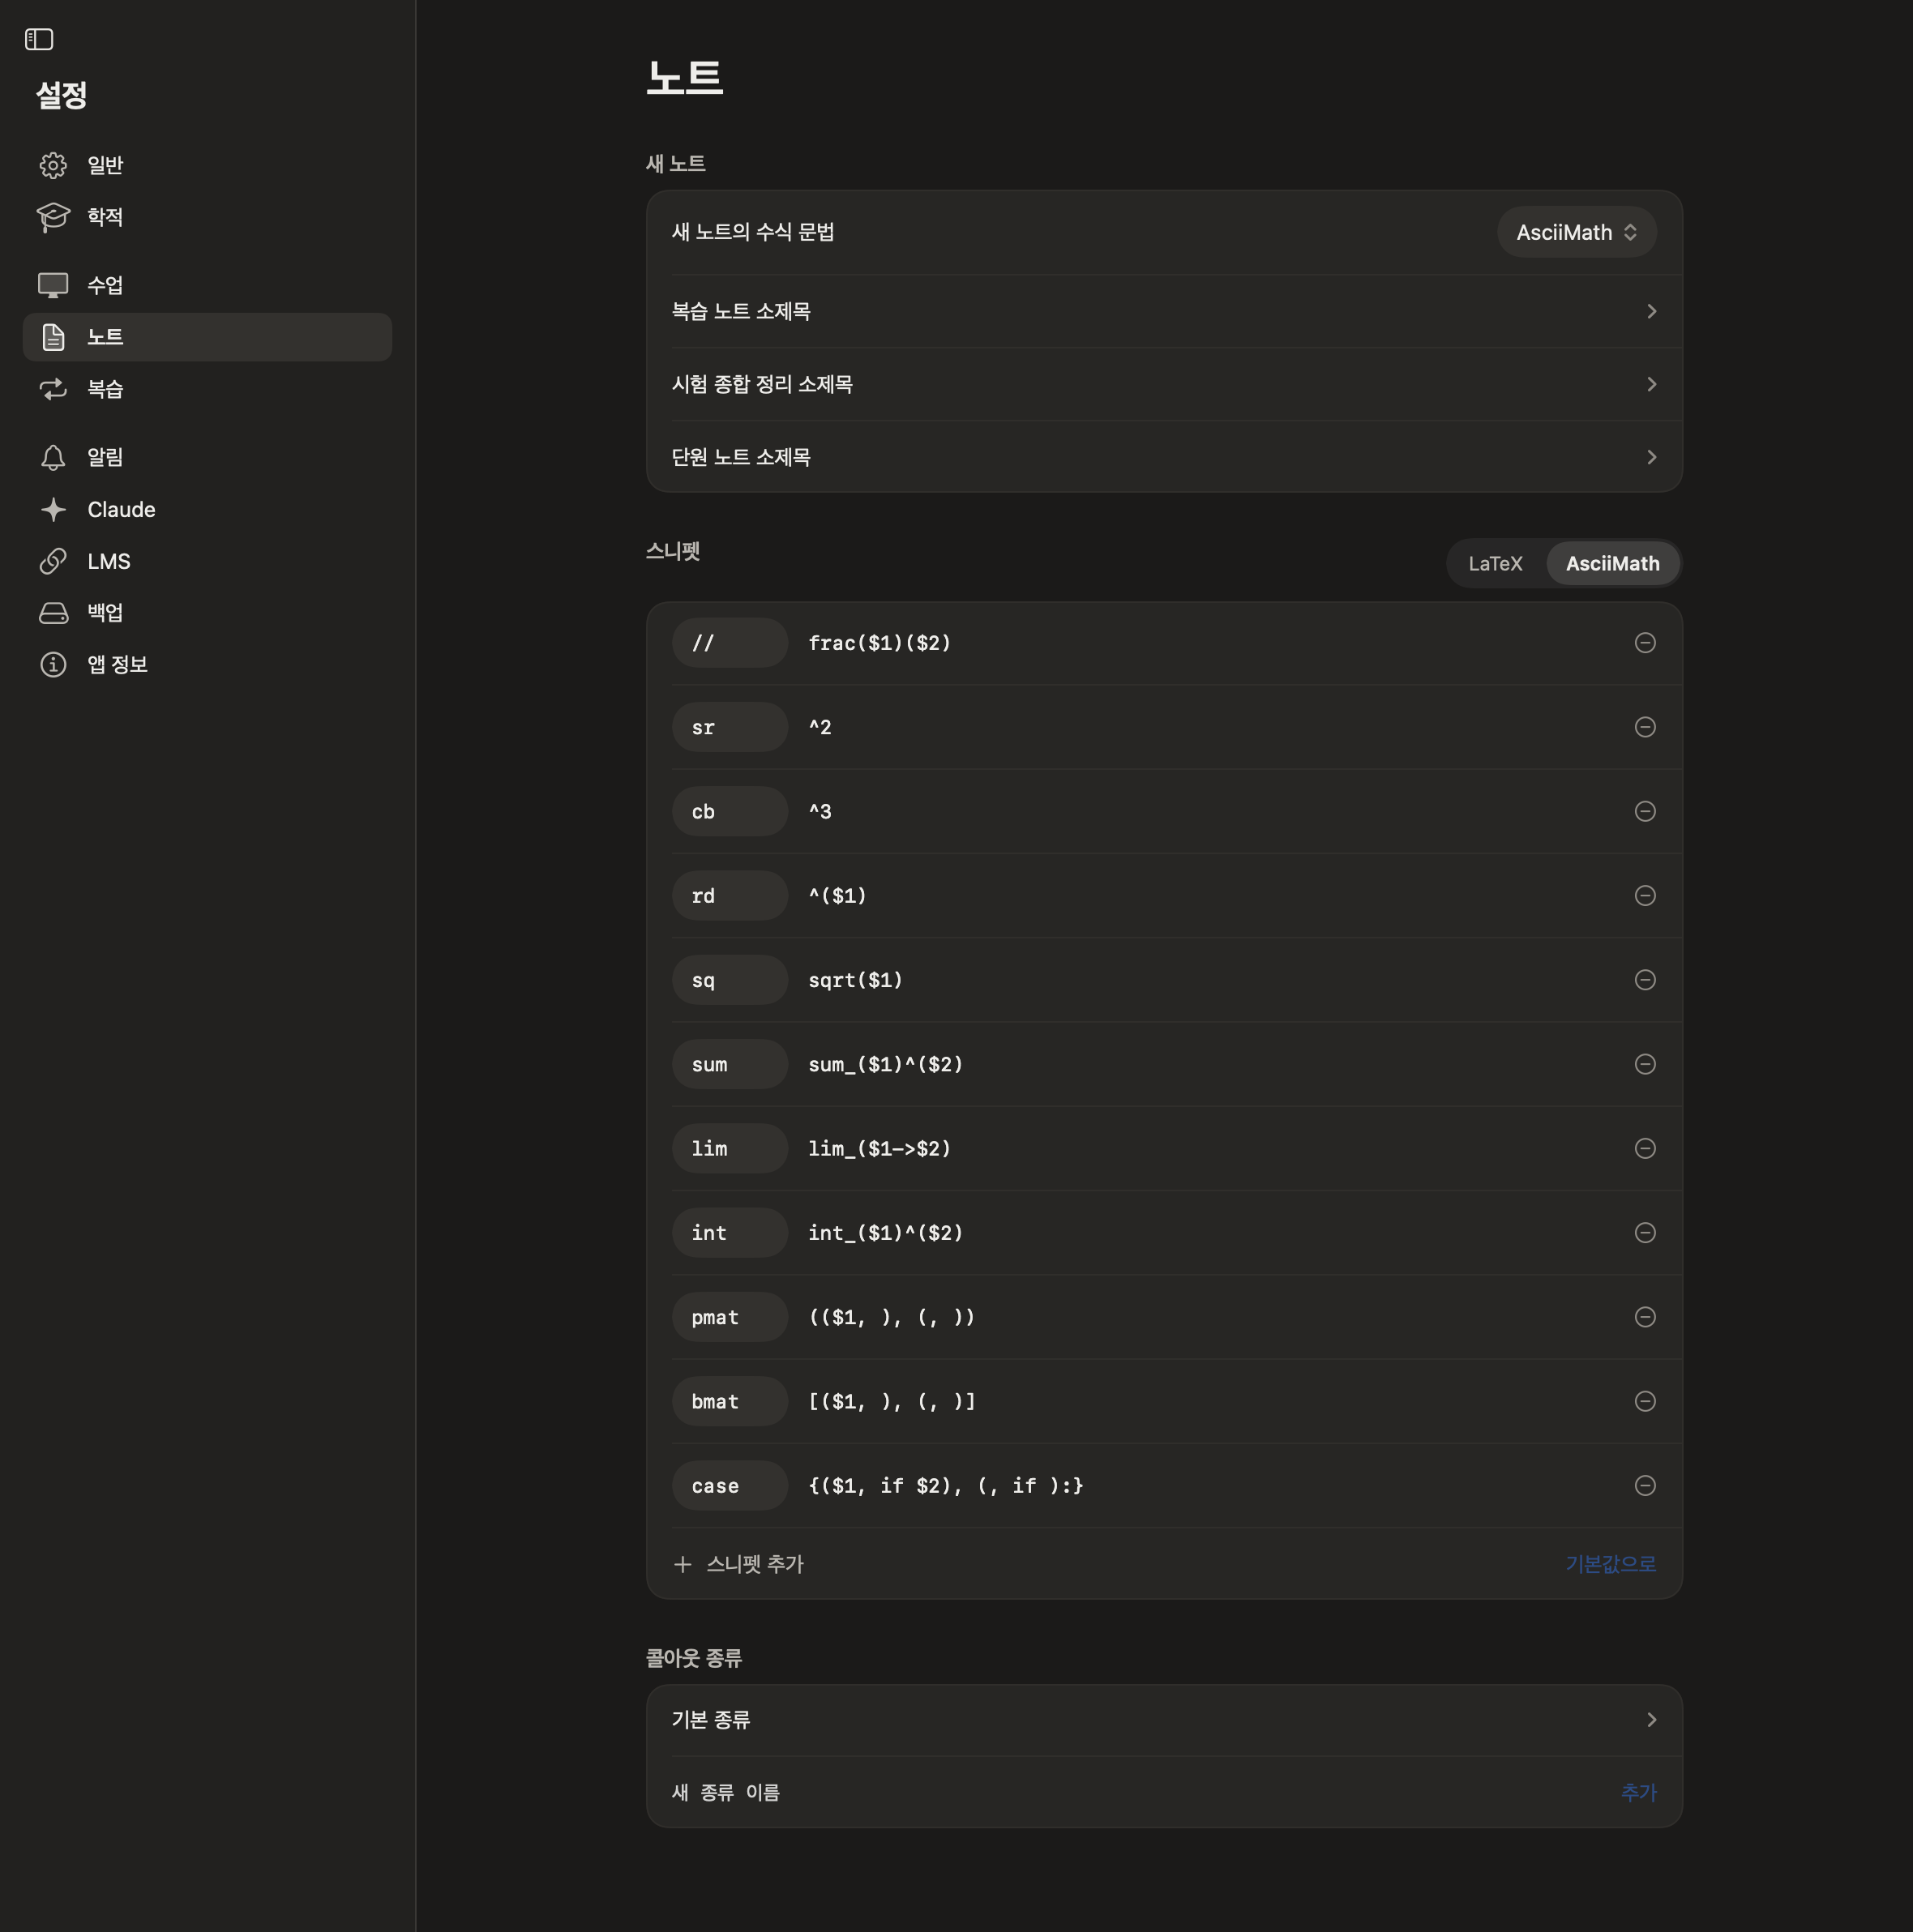 설정
일반
학적
수업
노트
복습
알림
Claude
LMS
백업
앱 정보
노트
새 노트
새 노트의 수식 문법 AsciiMath
복습 노트 소제목
시험 종합 정리 소제목
단원 노트 소제목
스니펫 LaTeX AsciiMath
// frac($1)($2)
sr ^2
cb ^3
rd ^($1)
sq sqrt($1)
sum sum_($1)^($2)
lim lim_($1->$2)
int int_($1)^($2)
pmat (($1, ), (, ))
bmat [($1, ), (, )]
case {($1, if $2), (, if ):}
+ 스니펫 추가 기본값으로
콜아웃 종류
기본 종류
새 종류 이름 추가